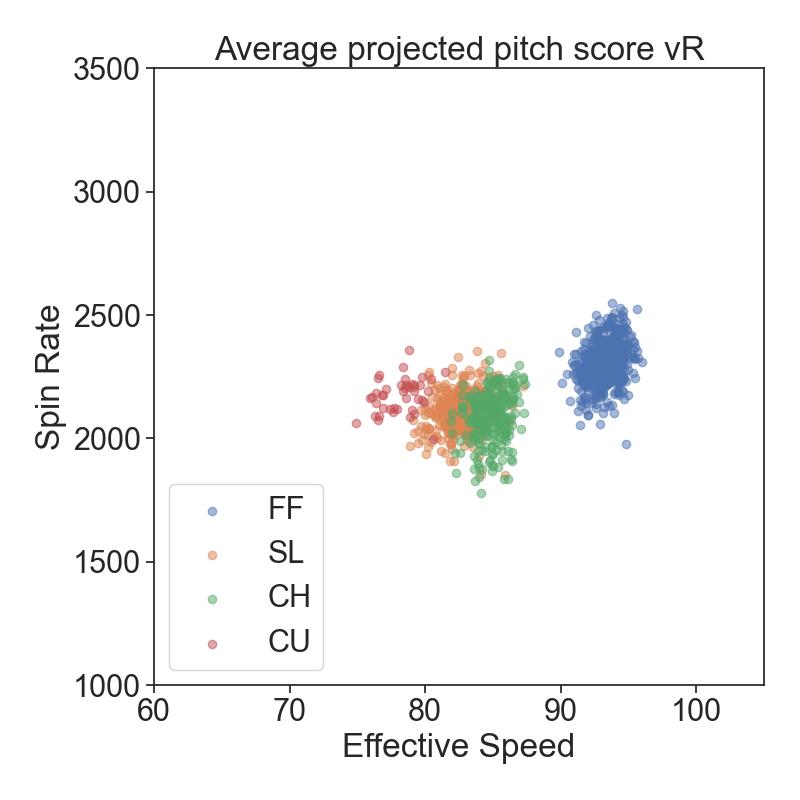 Average projected pitch score vR
3500
3000
2500
2000
1500
1000
Spin Rate
FF
SL
CH
CU
60 70 80 90 100
Effective Speed